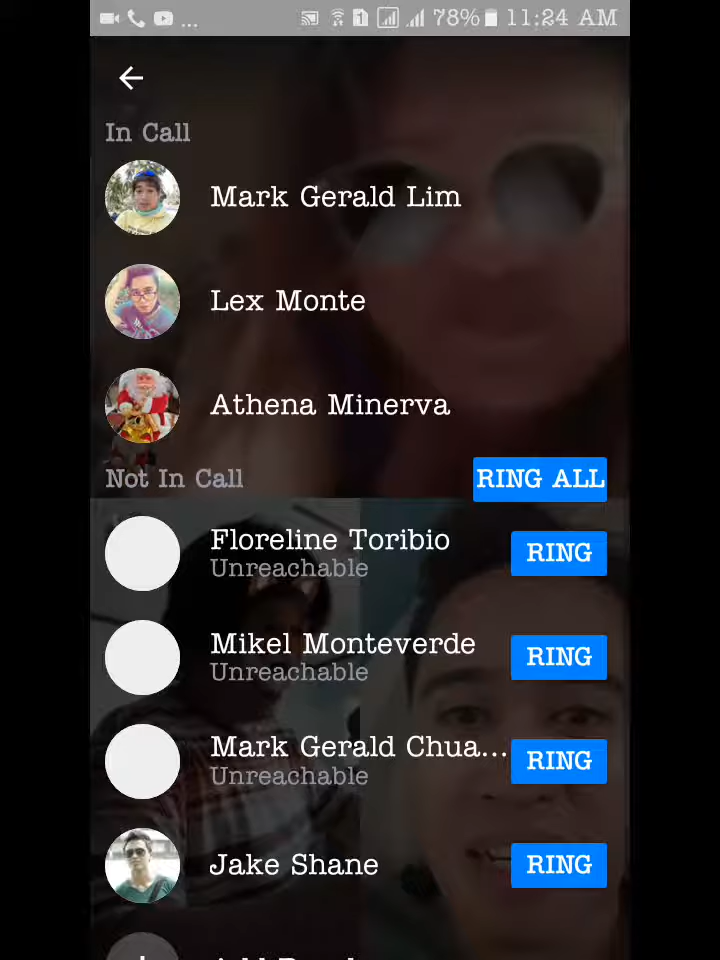 ... 78% 11:24 AM
In Call
Mark Gerald Lim
Lex Monte
Athena Minerva
Not In Call RING ALL
Floreline Toribio
Unreachable RING
Mikel Monteverde
Unreachable RING
Mark Gerald Chua...
Unreachable RING
Jake Shane RING